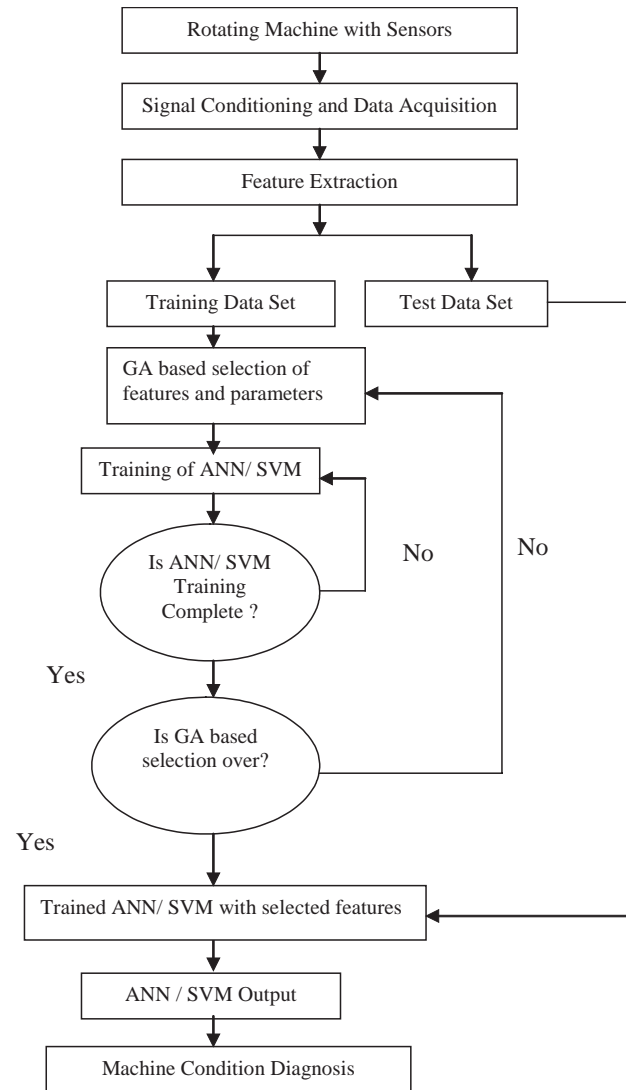 Rotating Machine with Sensors
Signal Conditioning and Data Acquisition
Feature Extraction
Training Data Set
Test Data Set
GA based selection of
features and parameters
Training of ANN/ SVM
No
No
Is ANN/ SVM
Training
Complete ?
Yes
Is GA based
selection over?
Yes
Trained ANN/ SVM with selected features
ANN / SVM Output
Machine Condition Diagnosis